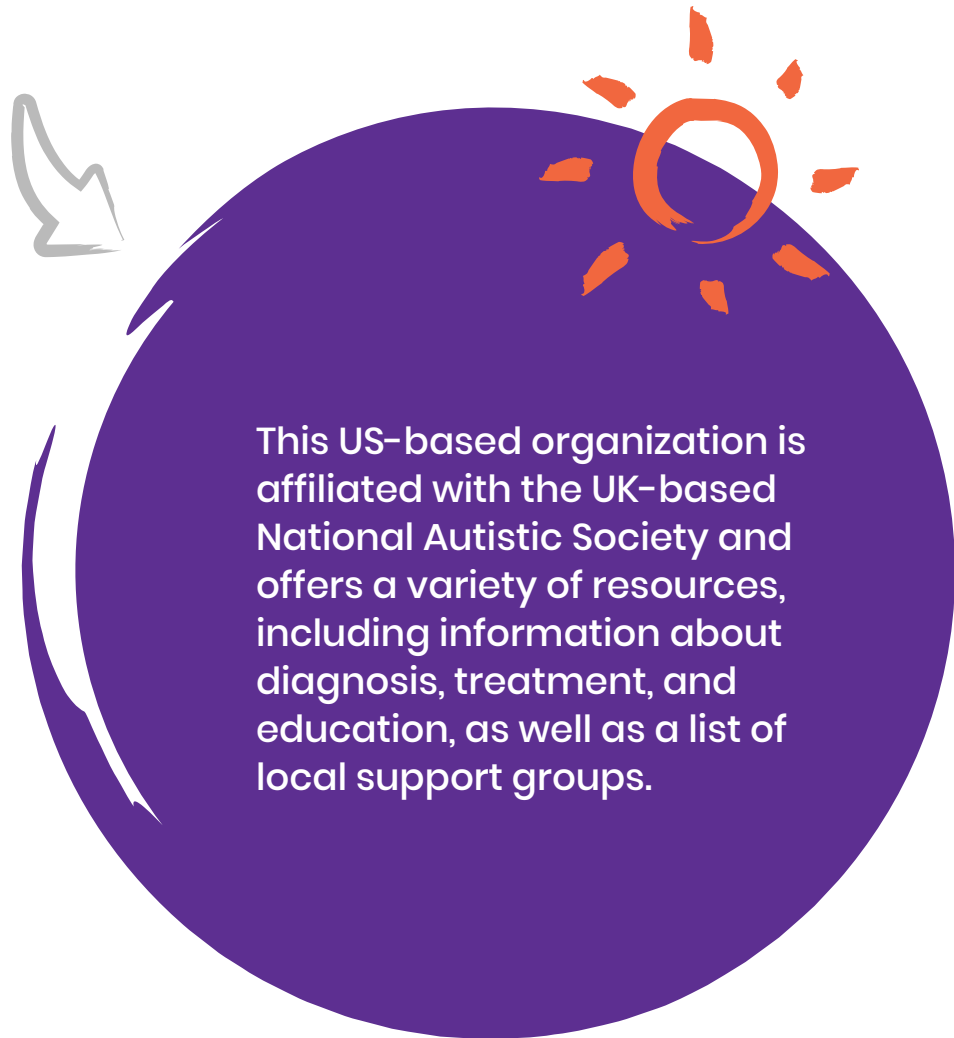 This US-based organization is
affiliated with the UK-based
National Autistic Society and
offers a variety of resources,
including information about
diagnosis, treatment, and
education, as well as a list of
local support groups.